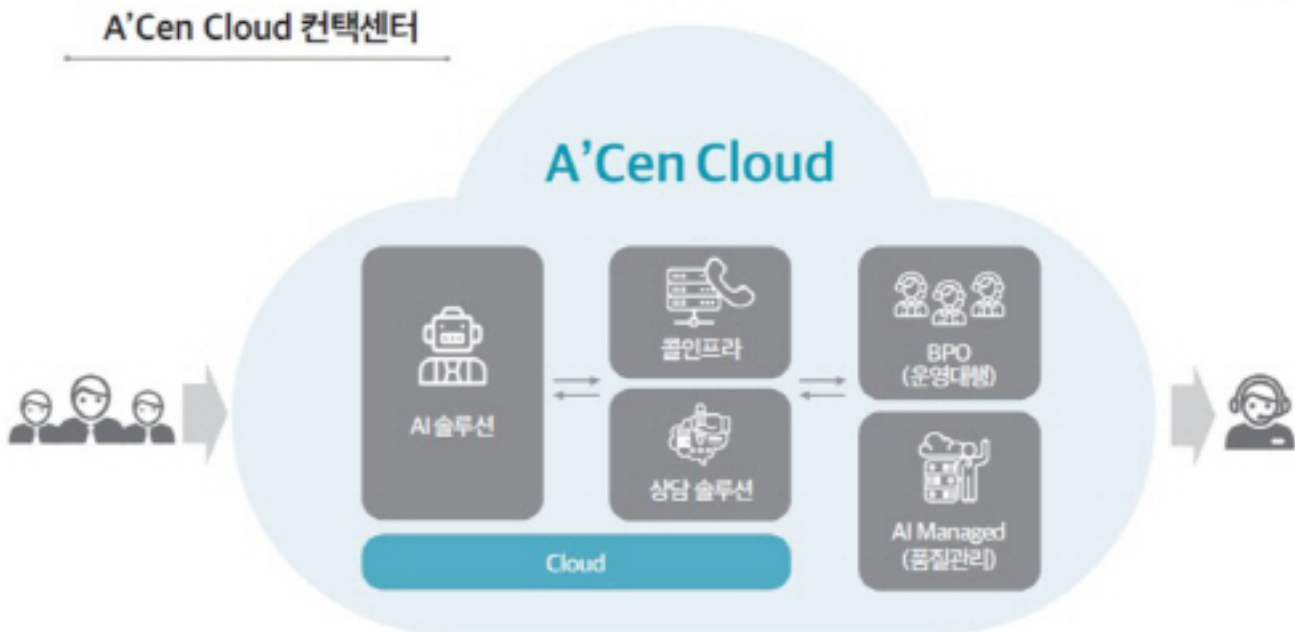 A’Cen Cloud 컨택센터
A’Cen Cloud
AI 솔루션
콜인프라
상담 솔루션
Cloud
BPO
(운영대행)
AI Managed
(품질관리)